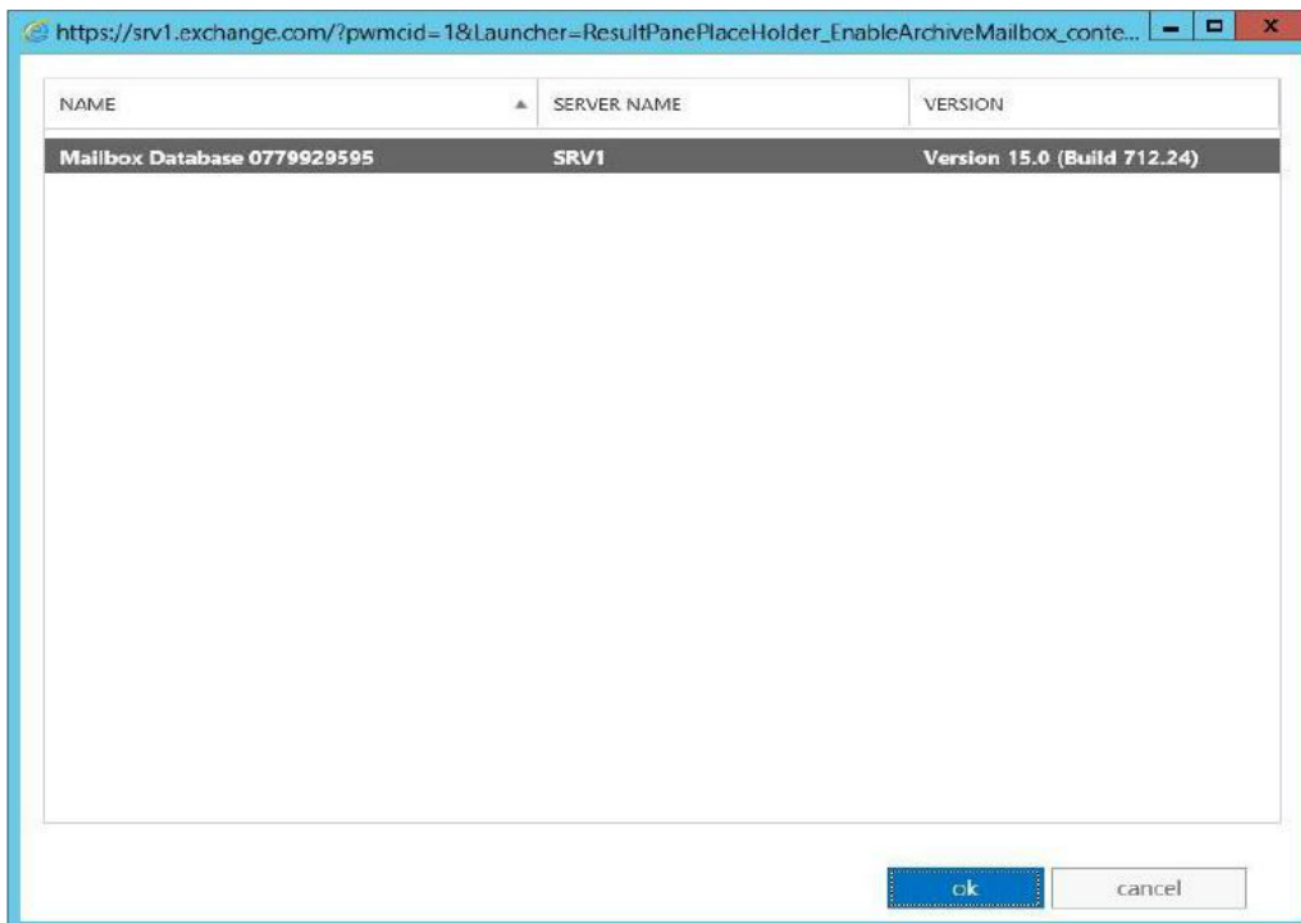 https://srv1.exchange.com/?pwmcid=1&Launcher=ResultPanePlaceHolder_EnableArchiveMailbox_conte...
NAME SERVER NAME VERSION
Mailbox Database 0779929595 SRV1 Version 15.0 (Build 712.24)
ok cancel